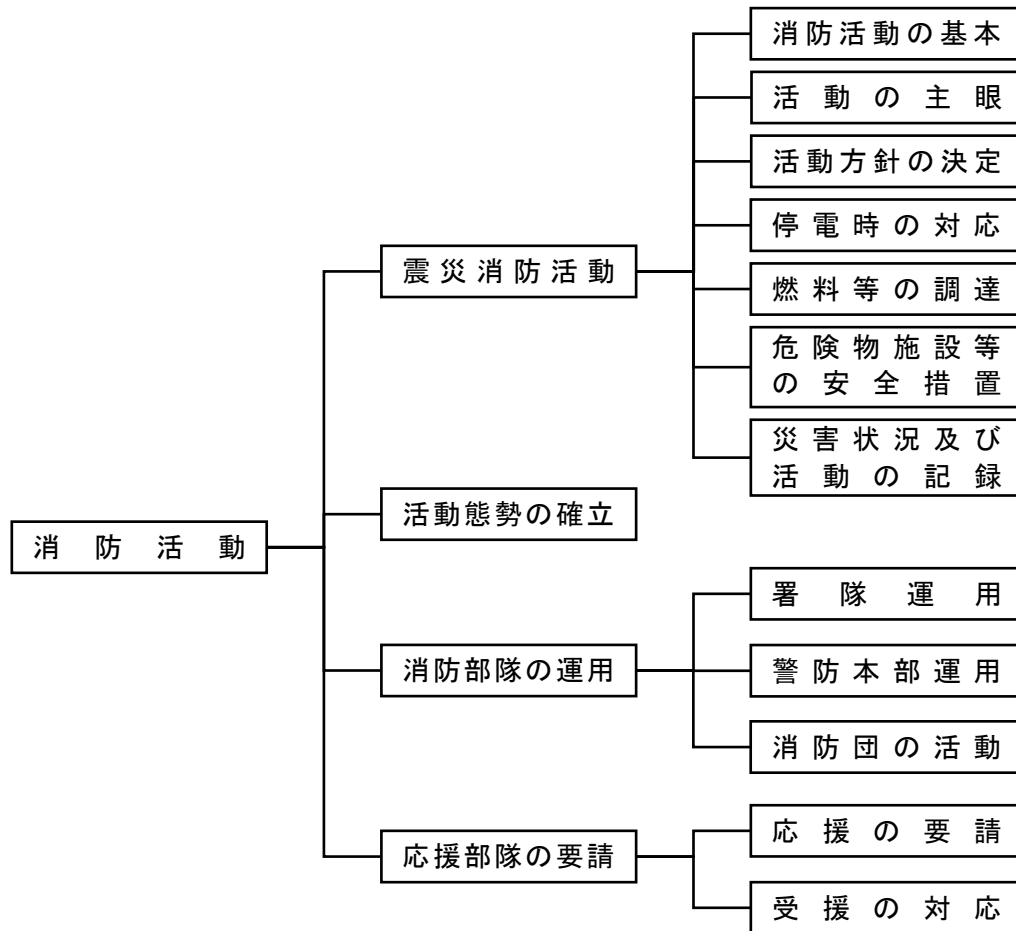 消防活動
震災消防活動
消防活動の基本
活動の主眼
活動方針の決定
停電時の対応
燃料等の調達
危険物施設等
の安全措置
災害状況及び
活動の記録
活動態勢の確立
消防部隊の運用
署隊運用
警防本部運用
消防団の活動
応援部隊の要請
応援の要請
受援の対応